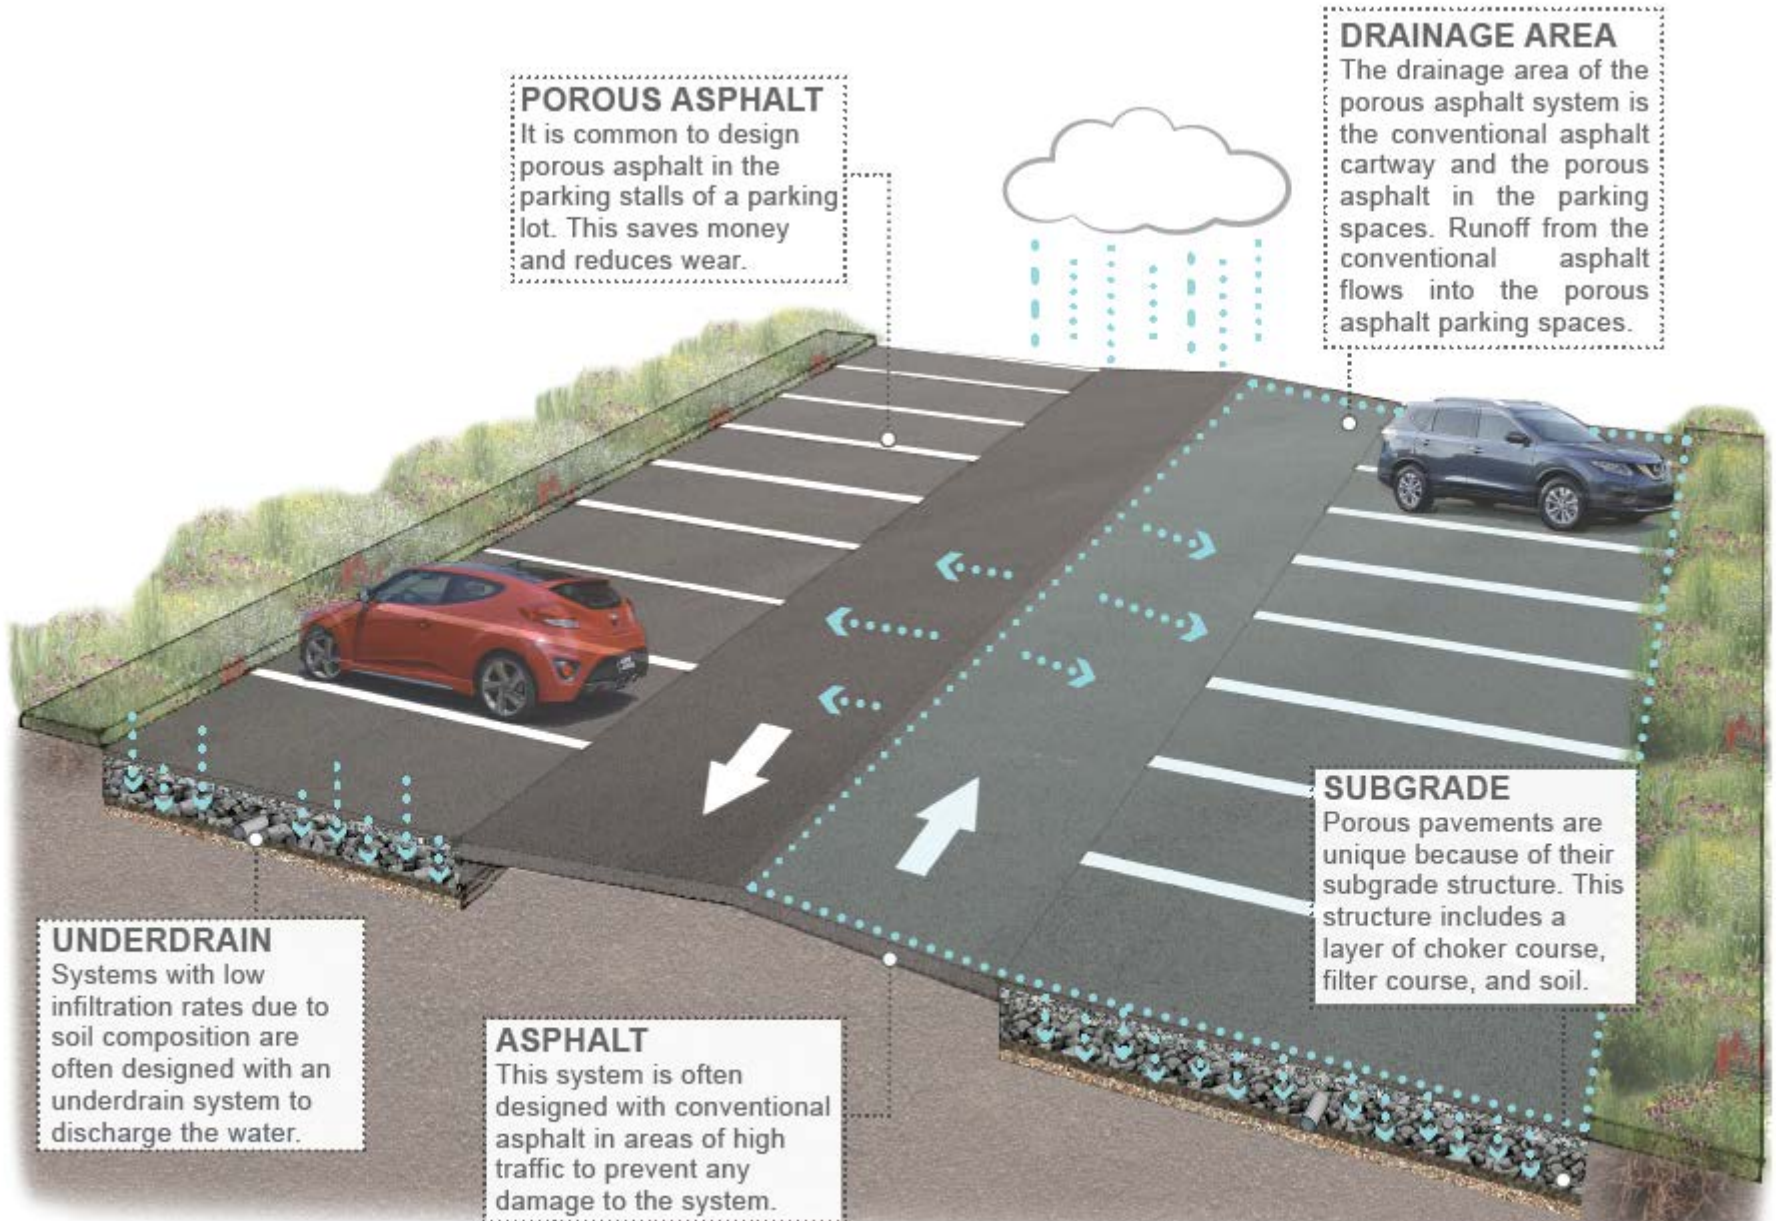 POROUS ASPHALT
It is common to design
porous asphalt in the
parking stalls of a parking
lot. This saves money
and reduces wear.
DRAINAGE AREA
The drainage area of the
porous asphalt system is
the conventional asphalt
cartway and the porous
asphalt in the parking
spaces. Runoff from the
conventional asphalt
flows into the porous
asphalt parking spaces.
SUBGRADE
Porous pavements are
unique because of their
subgrade structure. This
structure includes a
layer of choker course,
filter course, and soil.
UNDERDRAIN
Systems with low
infiltration rates due to
soil composition are
often designed with an
underdrain system to
discharge the water.
ASPHALT
This system is often
designed with conventional
asphalt in areas of high
traffic to prevent any
damage to the system.